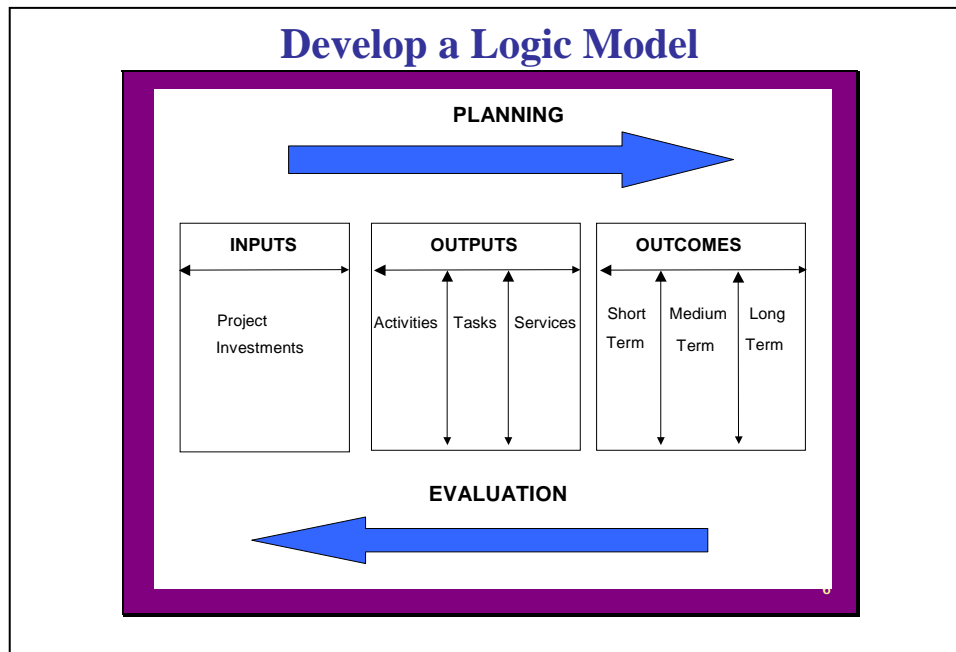 Develop a Logic Model
PLANNING
INPUTS
Project
Investments
OUTPUTS
Activities Tasks Services
OUTCOMES
Short Medium Long
Term Term Term
EVALUATION